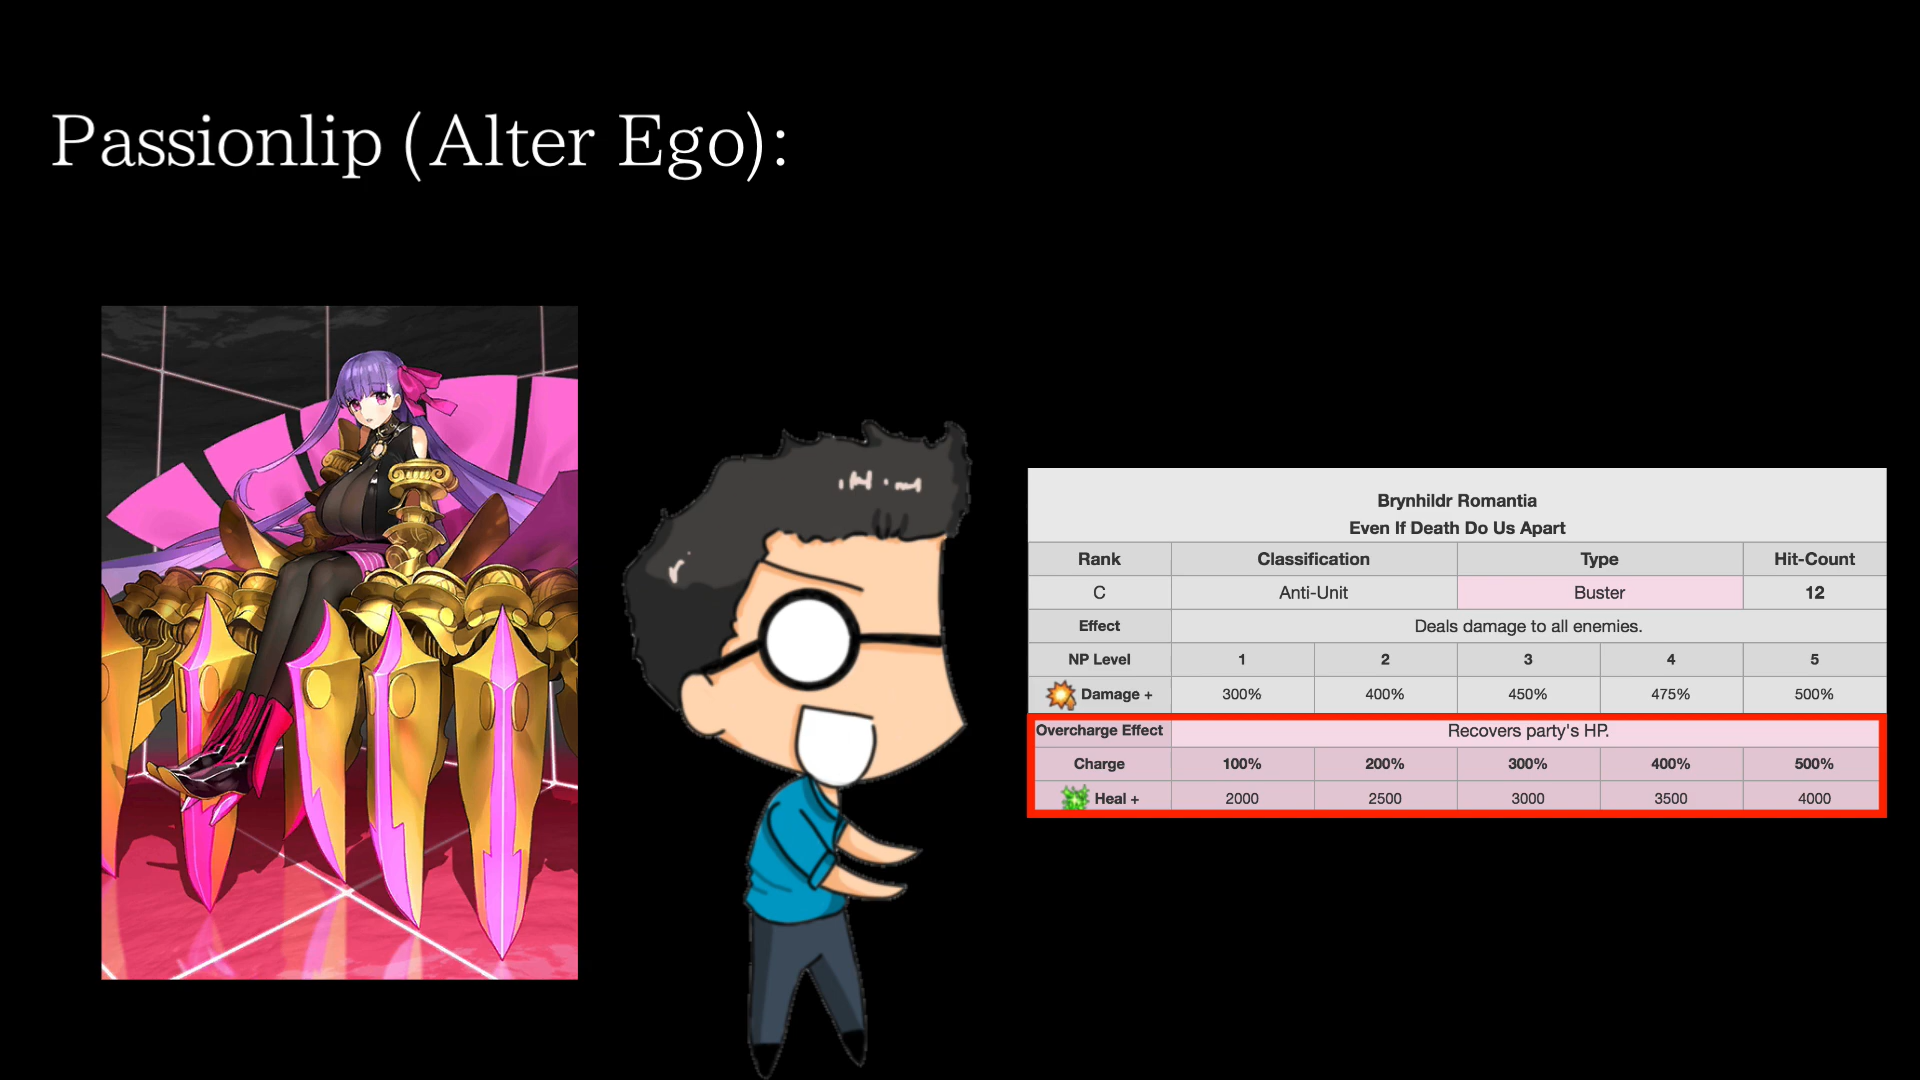 Passionlip (Alter Ego):
Brynhildr Romantia
Even If Death Do Us Apart
Rank Classification Type Hit-Count
C Anti-Unit Buster 12
Effect Deals damage to all enemies.
NP Level 1 2 3 4 5
Damage + 300% 400% 450% 475% 500%
Overcharge Effect Recovers party's HP.
Charge 100% 200% 300% 400% 500%
Heal + 2000 2500 3000 3500 4000